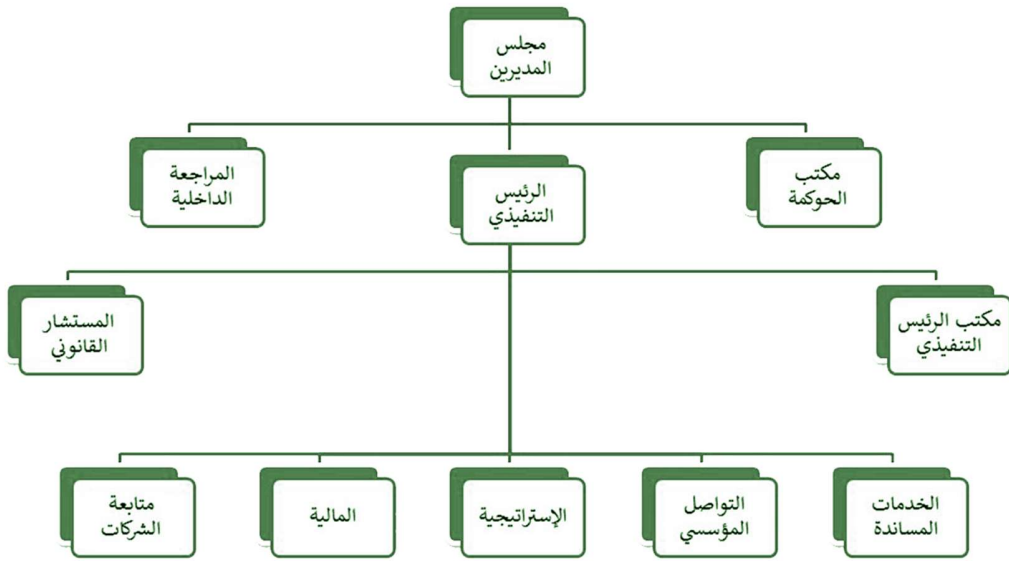 مجلس
المديرين
مكتب
الحوكمة
الرئيس
التنفيذي
المراجعة
الداخلية
مكتب الرئيس
التنفيذي
المستشار
القانوني
الخدمات
المساندة
التواصل
المؤسسي
الإستراتيجية
المالية
متابعة
الشركات